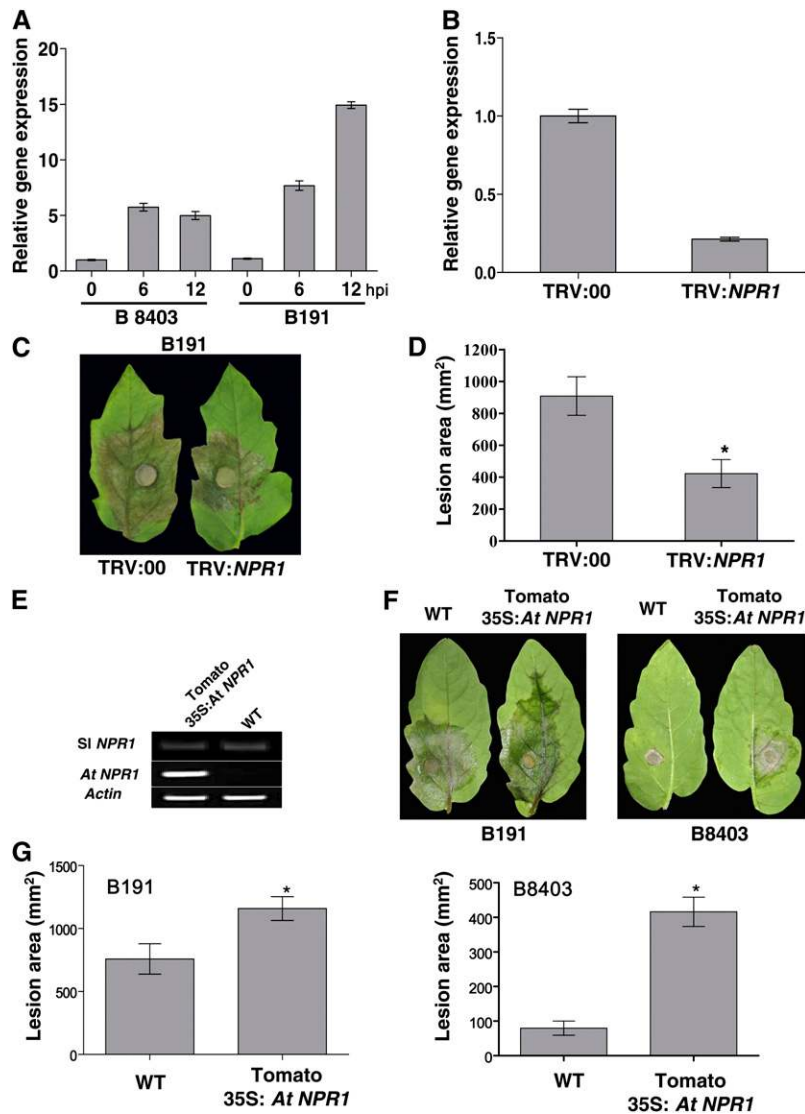 A
Relative gene expression
20
15
10
5
0
0 6 12 0 6 12 hpi
B 8403 B191
B
Relative gene expression
1.5
1.0
0.5
0.0
TRV:00 TRV:NPR1
C
B191
TRV:00 TRV:NPR1
D
Lesion area (mm²)
1200
1000
800
600
400
200
0
*
TRV:00 TRV:NPR1
E
Tomato
35S:At NPR1
WT
Sl NPR1
At NPR1
Actin
F
WT Tomato
35S:At NPR1
WT Tomato
35S:At NPR1
B191 B8403
G
Lesion area (mm²)
1500
1000
500
0
B191
*
WT Tomato
35S: At NPR1
Lesion area (mm²)
500
400
300
200
100
0
B8403
*
WT Tomato
35S: At NPR1